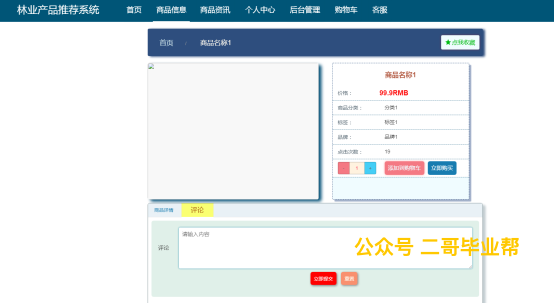 林业产品推荐系统 首页 商品信息 商品资讯 个人中心 后台管理 购物车 客服
首页 商品名称1 ★点我收藏
商品名称1
价格： 99.9RMB
商品分类： 分类1
标签： 标签1
品牌： 品牌1
点击次数： 19
- 1 + 添加到购物车 立即购买
商品详情 评论
评论 请输入内容
公众号 二哥毕业帮
立即提交 重置